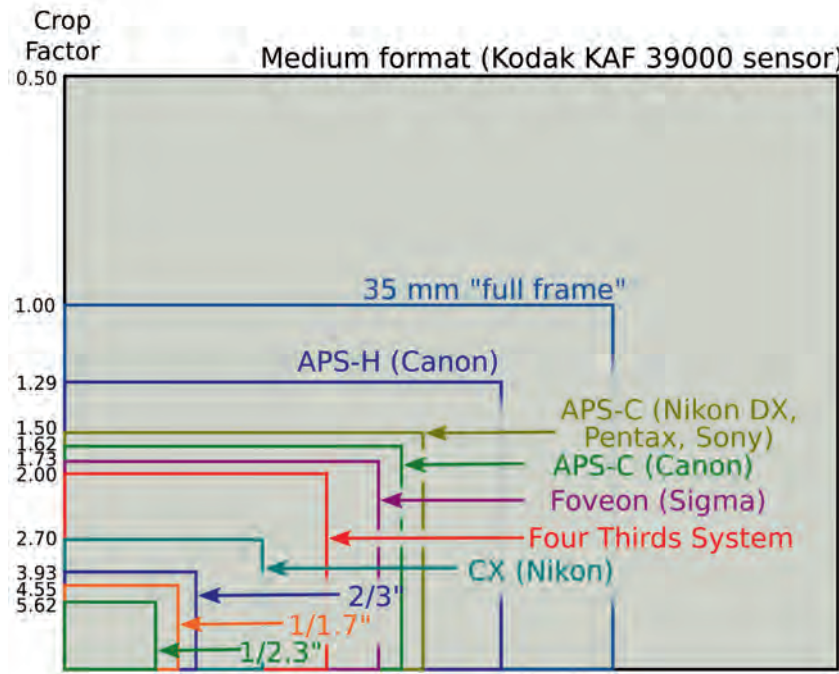 Crop
Factor
Medium format (Kodak KAF 39000 sensor)
0.50
35 mm "full frame"
1.00
APS-H (Canon)
1.29
APS-C (Nikon DX,
Pentax, Sony)
1.50
1.62
APS-C (Canon)
1.73
2.00
Foveon (Sigma)
Four Thirds System
2.70
CX (Nikon)
3.93
4.55
2/3"
5.62
1/1.7"
1/2.3"